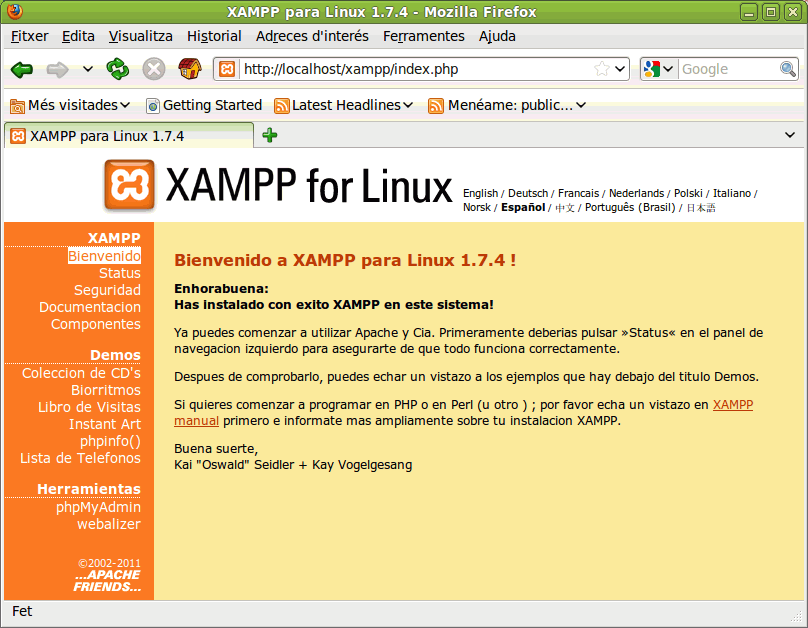 XAMPP para Linux 1.7.4 - Mozilla Firefox
Fitxer Edita Visualitza Historial Adreces d'interés Ferramentes Ajuda
http://localhost/xampp/index.php Google
Més visitades Getting Started Latest Headlines Menéame: public...
XAMPP para Linux 1.7.4
XAMPP for Linux
English / Deutsch / Francais / Nederlands / Polski / Italiano /
Norsk / Español / 中文 / Português (Brasil) / 日本語
XAMPP
Bienvenido
Status
Seguridad
Documentacion
Componentes
Demos
Coleccion de CD's
Biorritmos
Libro de Visitas
Instant Art
phpinfo()
Lista de Telefonos
Herramientas
phpMyAdmin
webalizer
©2002-2011
...APACHE
FRIENDS...
Bienvenido a XAMPP para Linux 1.7.4 !
Enhorabuena:
Has instalado con exito XAMPP en este sistema!
Ya puedes comenzar a utilizar Apache y Cia. Primeramente deberias pulsar »Status« en el panel de
navegacion izquierdo para asegurarte de que todo funciona correctamente.
Despues de comprobarlo, puedes echar un vistazo a los ejemplos que hay debajo del titulo Demos.
Si quieres comenzar a programar en PHP o en Perl (u otro ) ; por favor echa un vistazo en XAMPP
manual primero e informate mas ampliamente sobre tu instalacion XAMPP.
Buena suerte,
Kai "Oswald" Seidler + Kay Vogelgesang
Fet